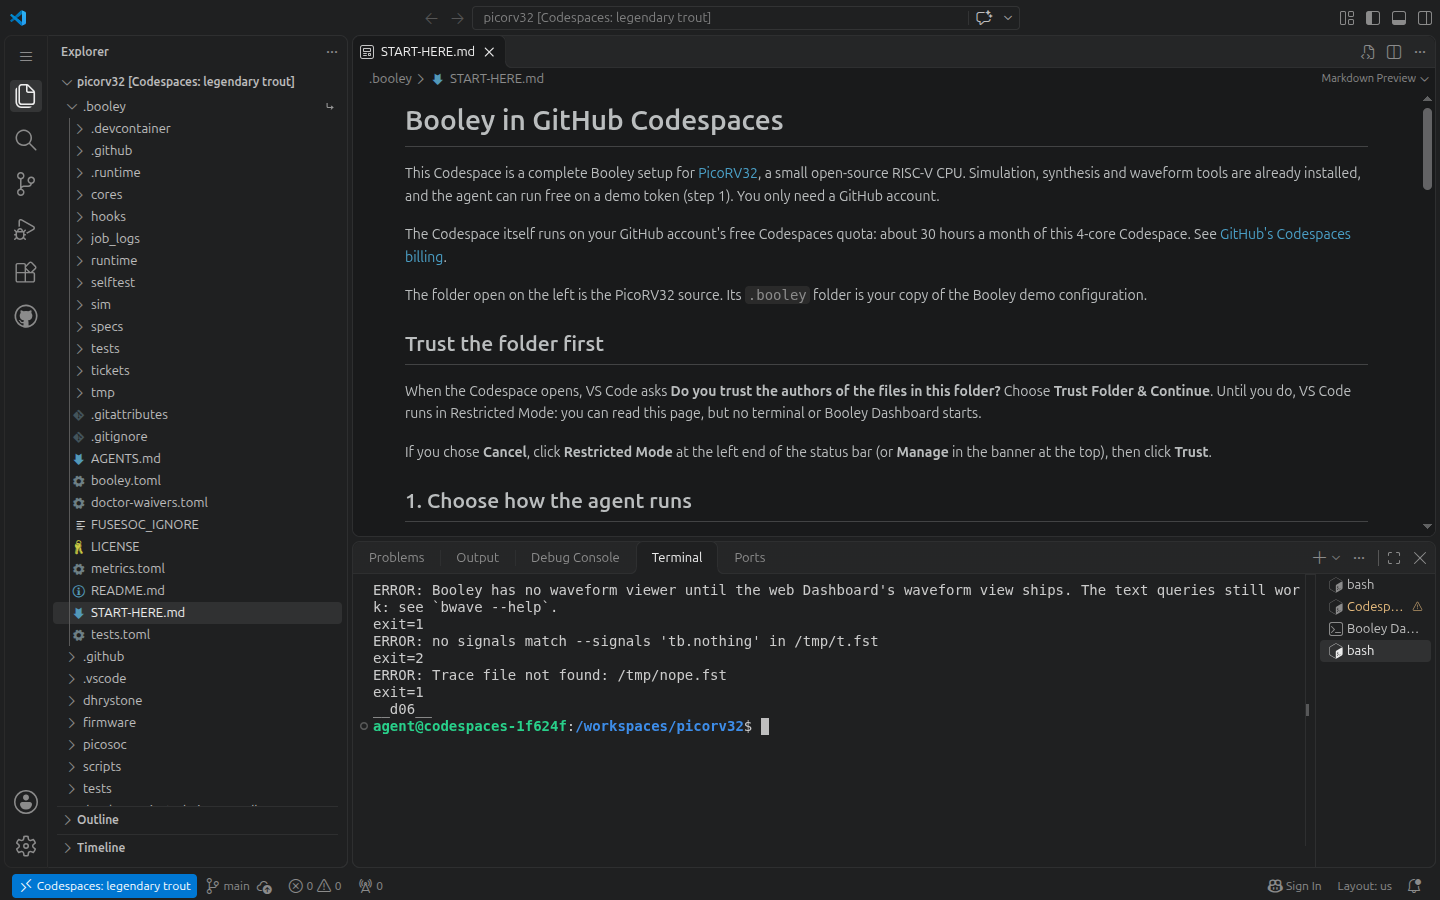 picorv32 [Codespaces: legendary trout]
Explorer
picorv32 [Codespaces: legendary trout]
.booley
.devcontainer
.github
.runtime
cores
hooks
job_logs
runtime
selftest
sim
specs
tests
tickets
tmp
.gitattributes
.gitignore
AGENTS.md
booley.toml
doctor-waivers.toml
FUSESOC_IGNORE
LICENSE
metrics.toml
README.md
START-HERE.md
tests.toml
.github
.vscode
dhrystone
firmware
picosoc
scripts
tests
Outline
Timeline
START-HERE.md
.booley > START-HERE.md
Markdown Preview
Booley in GitHub Codespaces
This Codespace is a complete Booley setup for PicoRV32, a small open-source RISC-V CPU. Simulation, synthesis and waveform tools are already installed,
and the agent can run free on a demo token (step 1). You only need a GitHub account.
The Codespace itself runs on your GitHub account's free Codespaces quota: about 30 hours a month of this 4-core Codespace. See GitHub's Codespaces
billing.
The folder open on the left is the PicoRV32 source. Its .booley folder is your copy of the Booley demo configuration.
Trust the folder first
When the Codespace opens, VS Code asks Do you trust the authors of the files in this folder? Choose Trust Folder & Continue. Until you do, VS Code
runs in Restricted Mode: you can read this page, but no terminal or Booley Dashboard starts.
If you chose Cancel, click Restricted Mode at the left end of the status bar (or Manage in the banner at the top), then click Trust.
1. Choose how the agent runs
Problems Output Debug Console Terminal Ports
ERROR: Booley has no waveform viewer until the web Dashboard's waveform view ships. The text queries still wor
k: see `bwave --help`.
exit=1
ERROR: no signals match --signals 'tb.nothing' in /tmp/t.fst
exit=2
ERROR: Trace file not found: /tmp/nope.fst
exit=1
__d06__
agent@codespaces-1f624f:/workspaces/picorv32$
bash
Codesp...
Booley Da...
bash
Codespaces: legendary trout main 0 0 0 Sign In Layout: us